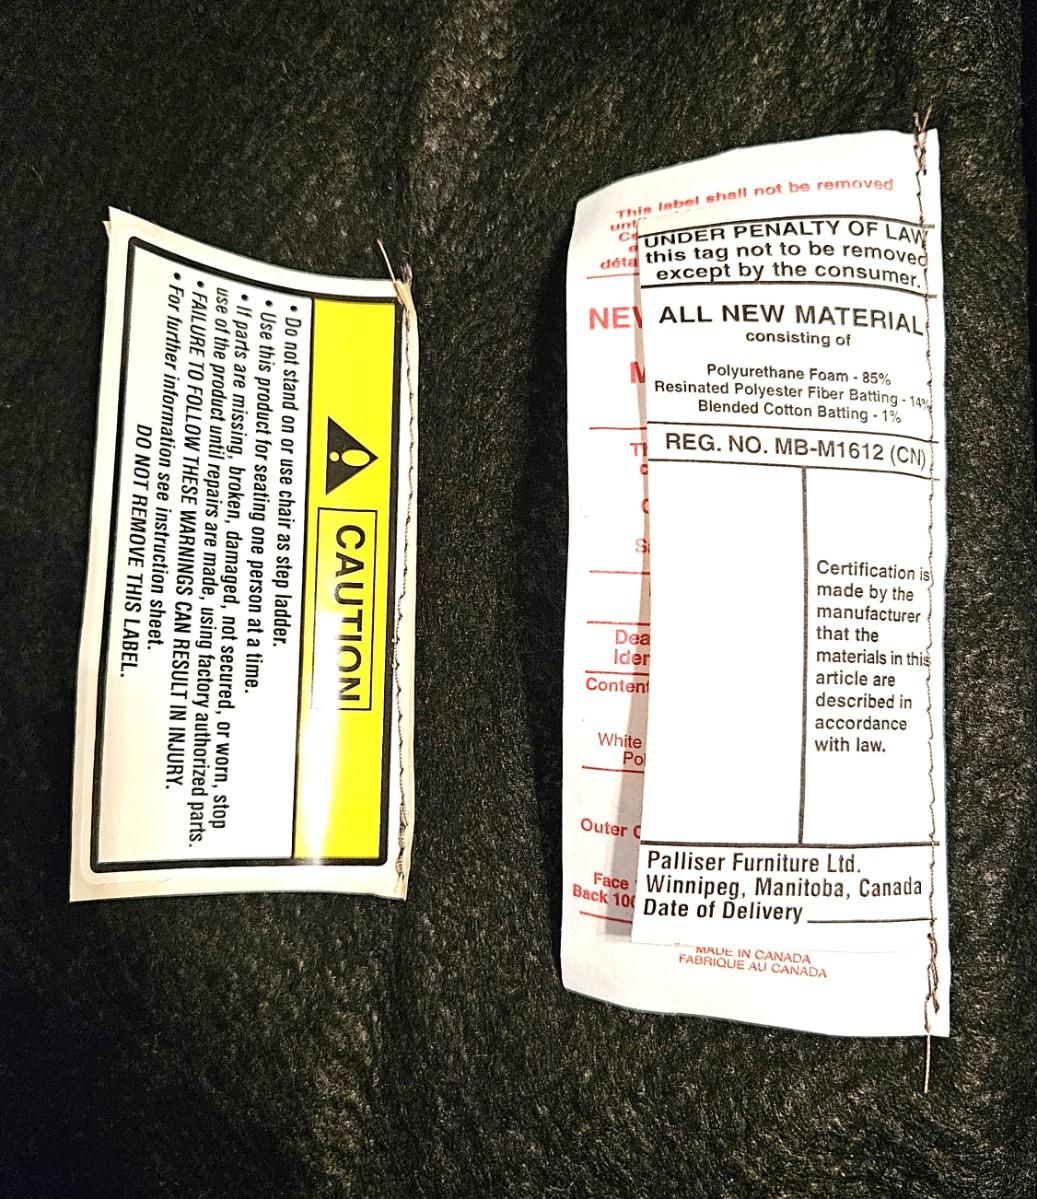 CAUTION
• Do not stand on or use chair as step ladder.
• Use this product for seating one person at a time.
• If parts are missing, broken, damaged, not secured, or worn, stop
use of the product until repairs are made, using factory authorized parts.
• FAILURE TO FOLLOW THESE WARNINGS CAN RESULT IN INJURY.
• For further information see instruction sheet.
DO NOT REMOVE THIS LABEL.
This label shall not be removed
UNDER PENALTY OF LAW
this tag not to be removed
except by the consumer.
ALL NEW MATERIAL
consisting of
Polyurethane Foam - 85%
Resinated Polyester Fiber Batting - 14%
Blended Cotton Batting - 1%
REG. NO. MB-M1612 (CN)
Certification is
made by the
manufacturer
that the
materials in this
article are
described in
accordance
with law.
Palliser Furniture Ltd.
Winnipeg, Manitoba, Canada
Date of Delivery
White
Outer
Face
Back
MADE IN CANADA
FABRIQUE AU CANADA